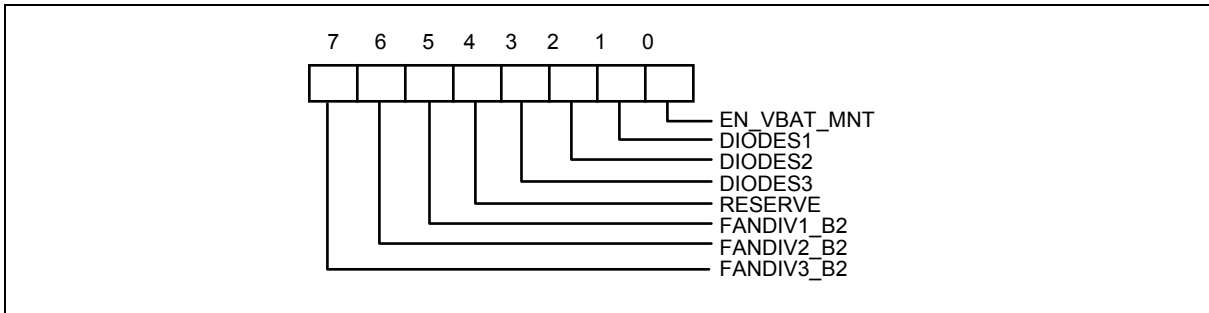 7 6 5 4 3 2 1 0
EN_VBAT_MNT
DIODES1
DIODES2
DIODES3
RESERVE
FANDIV1_B2
FANDIV2_B2
FANDIV3_B2